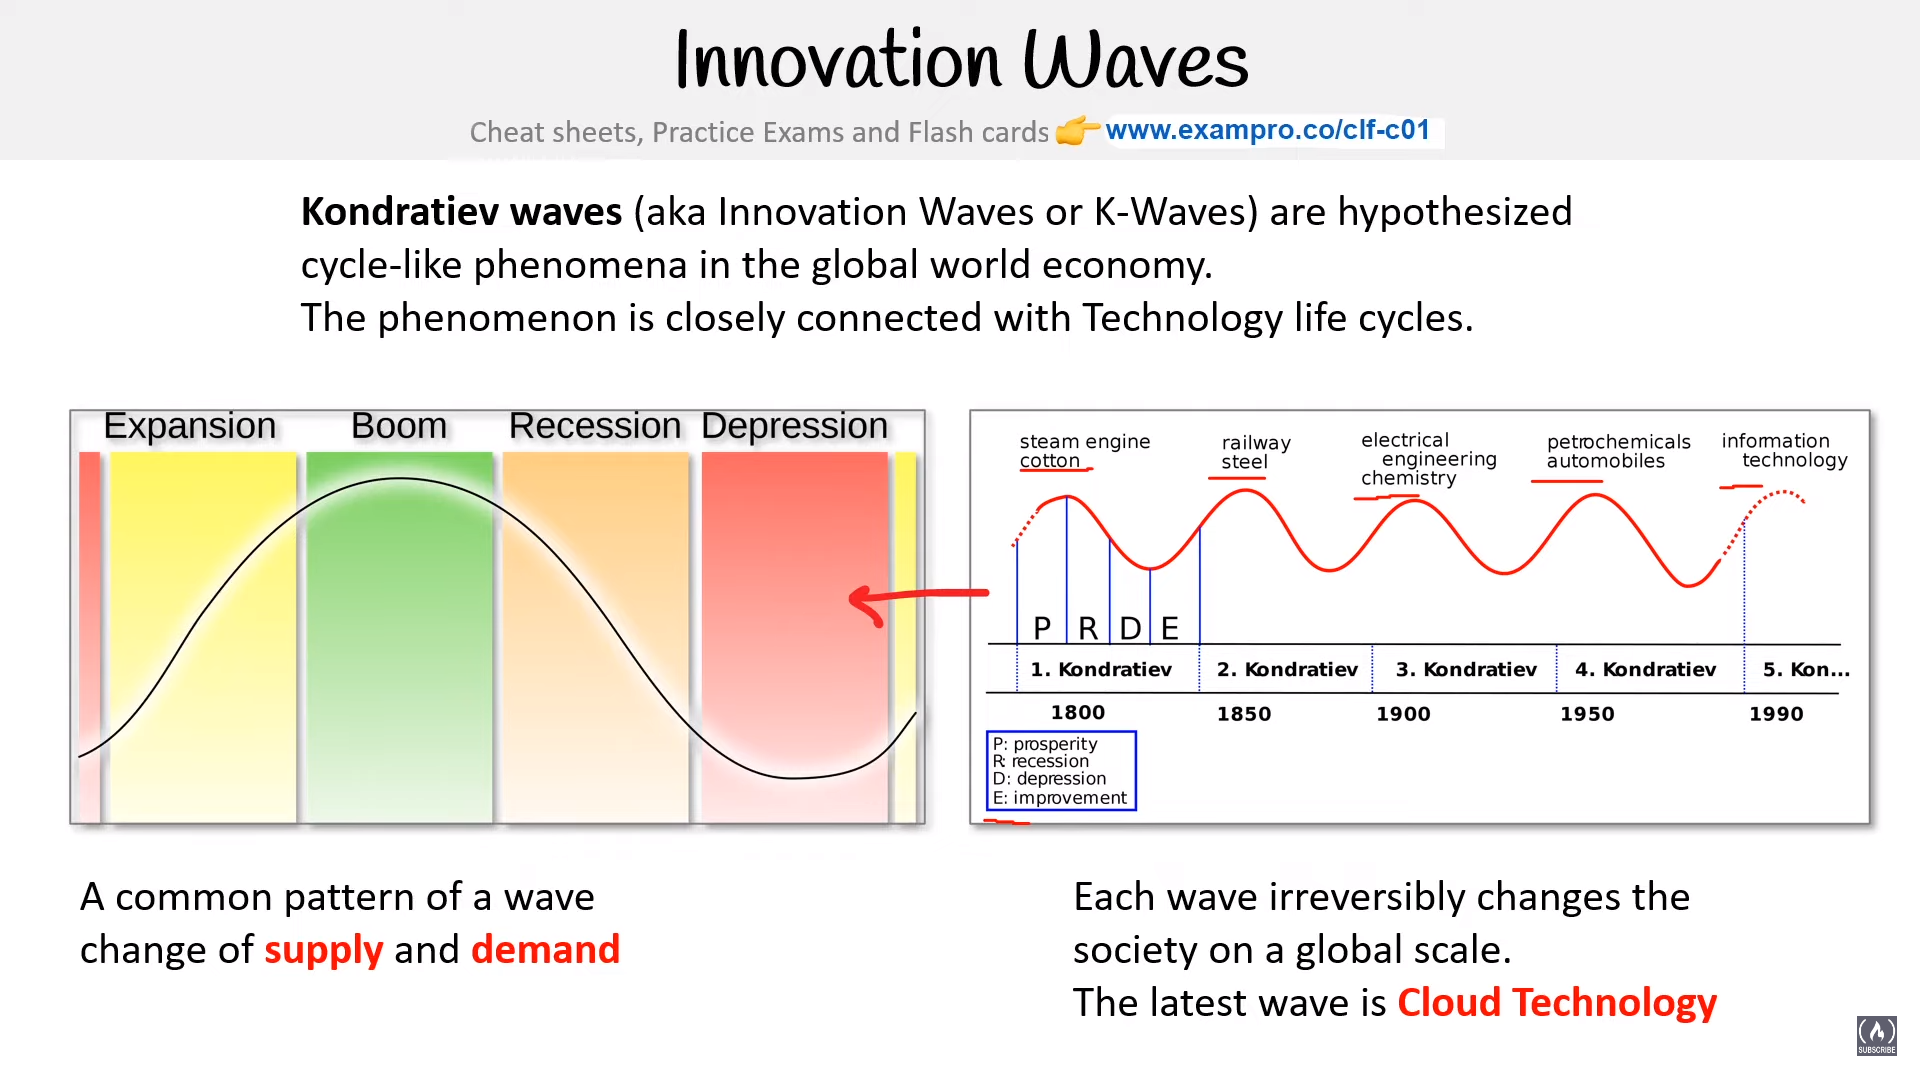 Innovation Waves
Cheat sheets, Practice Exams and Flash cards 👉 www.exampro.co/clf-c01
Kondratiev waves (aka Innovation Waves or K-Waves) are hypothesized
cycle-like phenomena in the global world economy.
The phenomenon is closely connected with Technology life cycles.
Expansion Boom Recession Depression
steam engine
cotton
railway
steel
electrical
engineering
chemistry
petrochemicals
automobiles
information
technology
P R D E
1. Kondratiev 2. Kondratiev 3. Kondratiev 4. Kondratiev 5. Kon...
1800 1850 1900 1950 1990
P: prosperity
R: recession
D: depression
E: improvement
A common pattern of a wave
change of supply and demand
Each wave irreversibly changes the
society on a global scale.
The latest wave is Cloud Technology
SUBSCRIBE